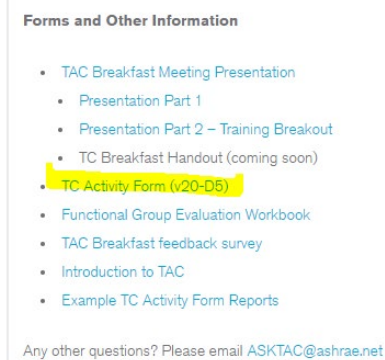 Forms and Other Information
TAC Breakfast Meeting Presentation
Presentation Part 1
Presentation Part 2 – Training Breakout
TC Breakfast Handout (coming soon)
TC Activity Form (v20-D5)
Functional Group Evaluation Workbook
TAC Breakfast feedback survey
Introduction to TAC
Example TC Activity Form Reports
Any other questions? Please email ASKTAC@ashrae.net